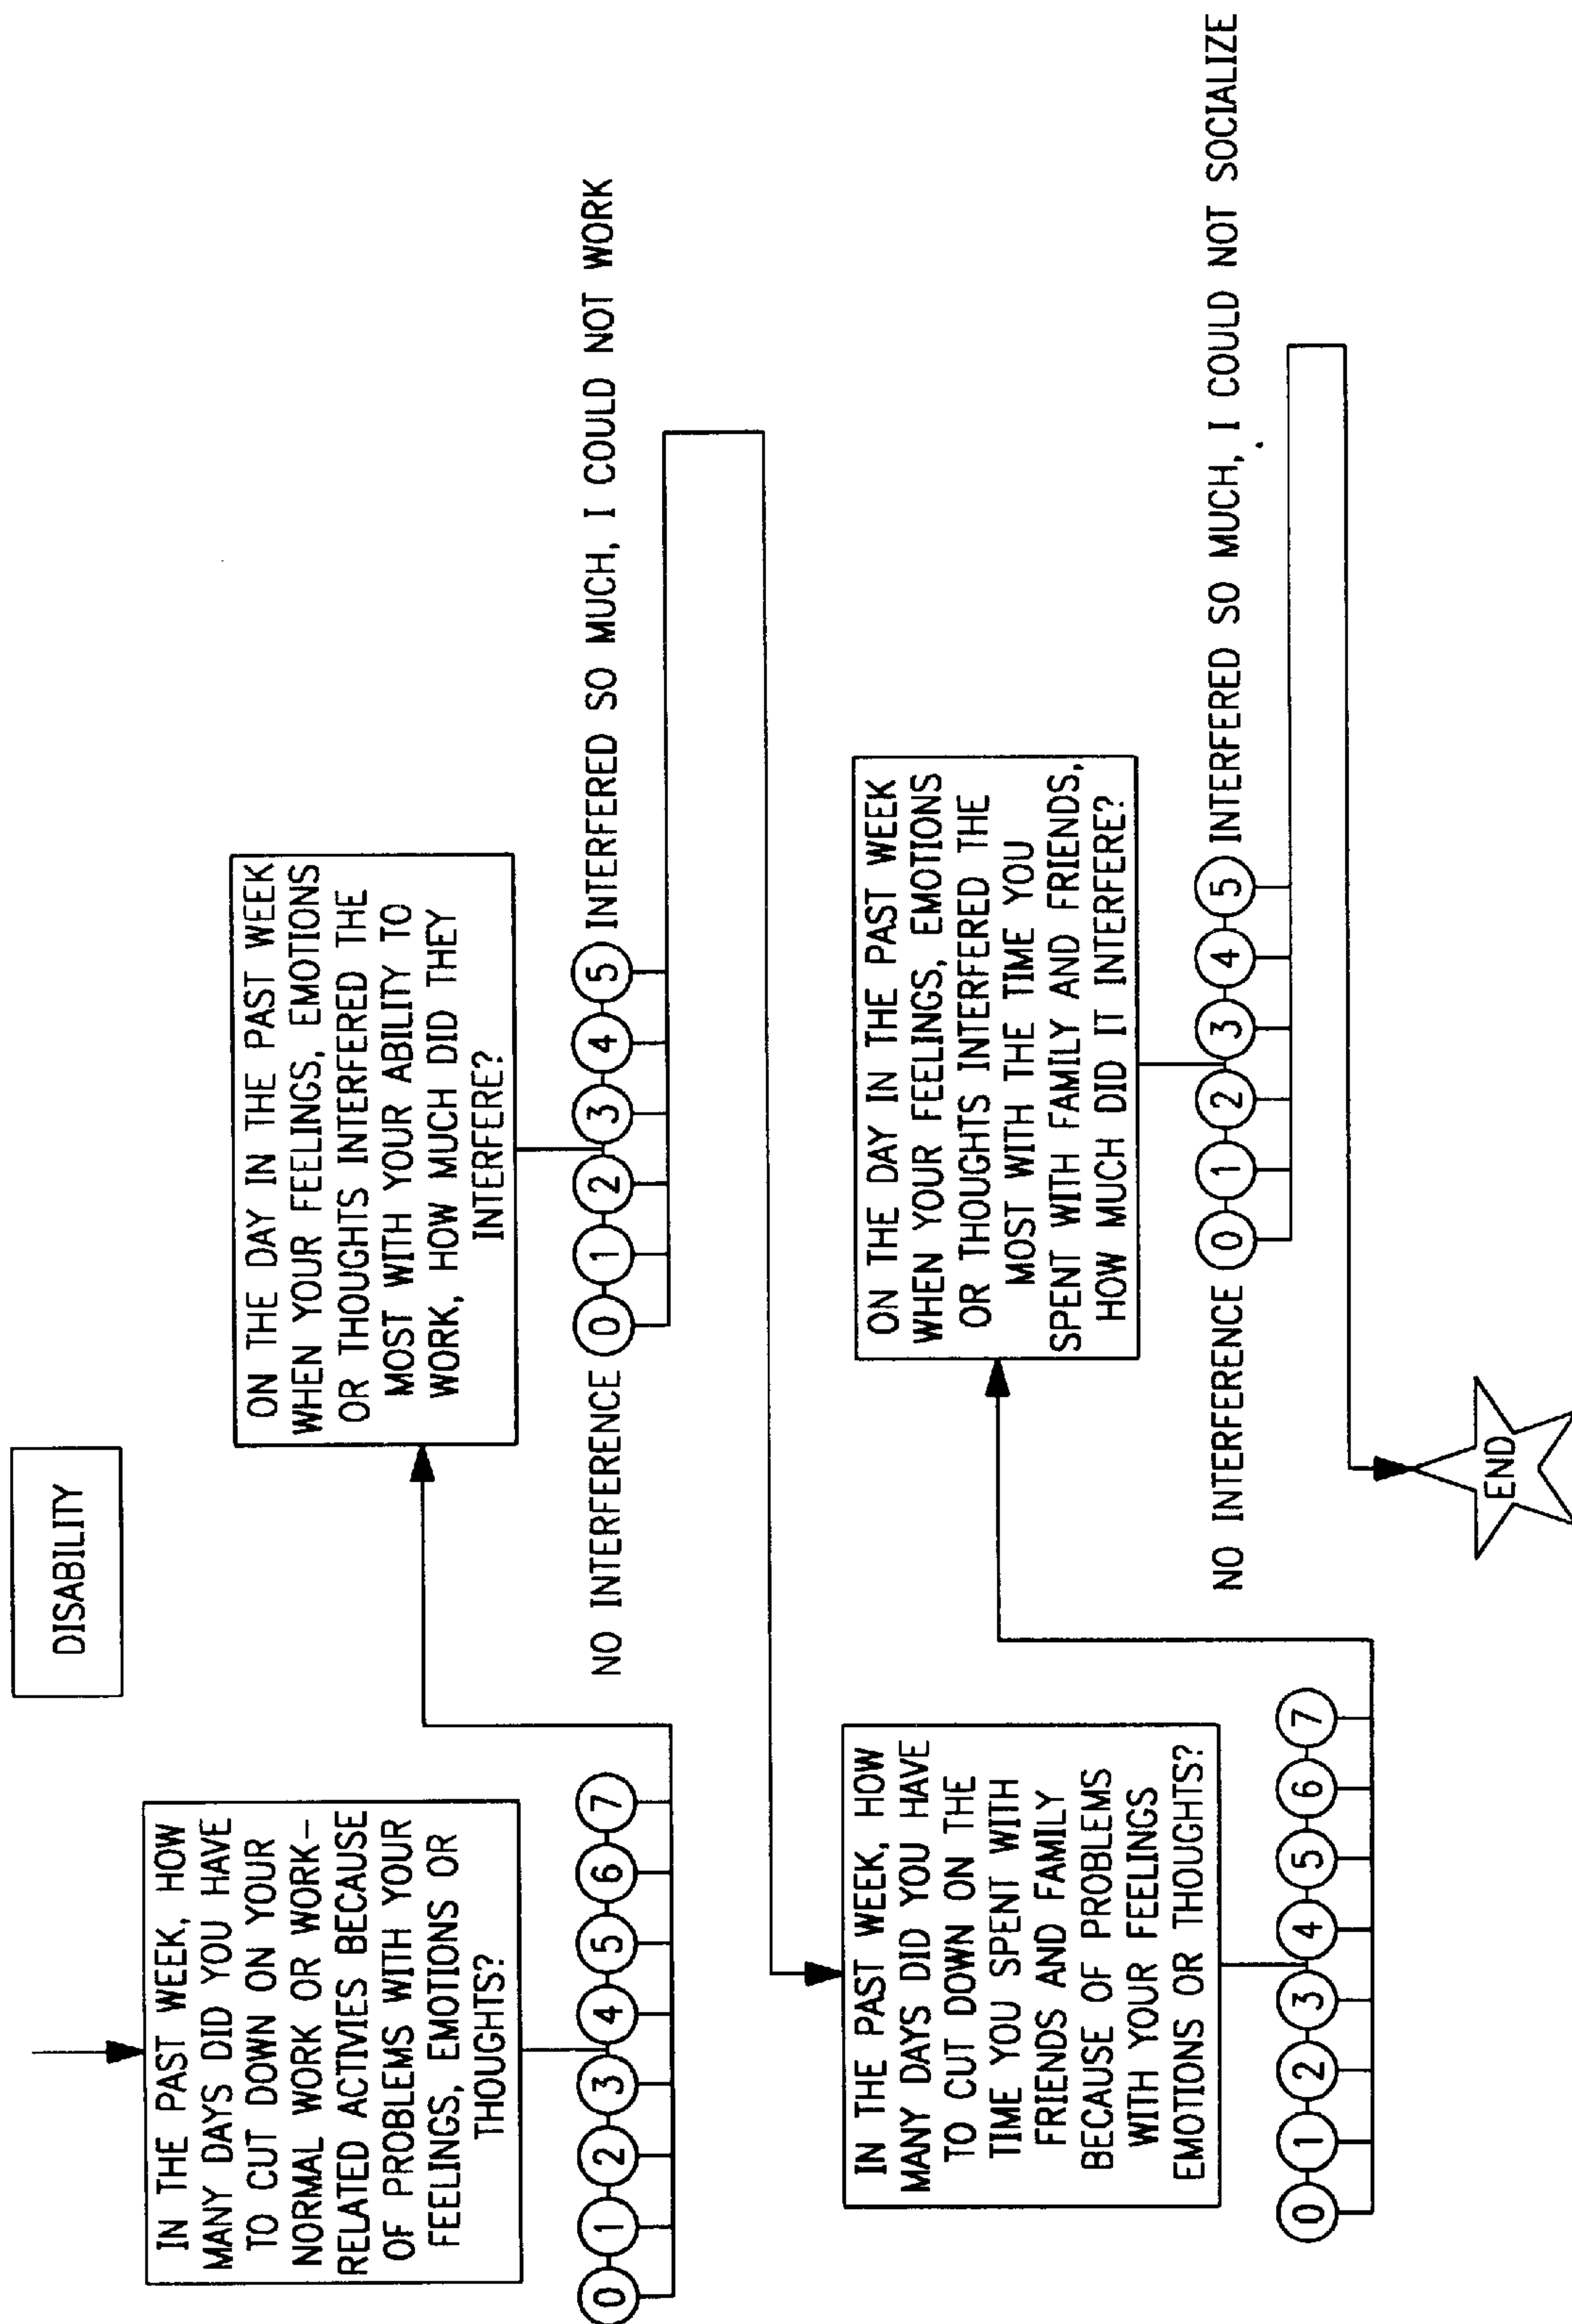 DISABILITY
IN THE PAST WEEK, HOW
MANY DAYS DID YOU HAVE
TO CUT DOWN ON YOUR
NORMAL WORK OR WORK-
RELATED ACTIVIES BECAUSE
OF PROBLEMS WITH YOUR
FEELINGS, EMOTIONS OR
THOUGHTS?
0 1 2 3 4 5 6 7
ON THE DAY IN THE PAST WEEK
WHEN YOUR FEELINGS, EMOTIONS
OR THOUGHTS INTERFERED THE
MOST WITH YOUR ABILITY TO
WORK, HOW MUCH DID THEY
INTERFERE?
NO INTERFERENCE 0 1 2 3 4 5 INTERFERED SO MUCH, I COULD NOT WORK
IN THE PAST WEEK, HOW
MANY DAYS DID YOU HAVE
TO CUT DOWN ON THE
TIME YOU SPENT WITH
FRIENDS AND FAMILY
BECAUSE OF PROBLEMS
WITH YOUR FEELINGS
EMOTIONS OR THOUGHTS?
0 1 2 3 4 5 6 7
ON THE DAY IN THE PAST WEEK
WHEN YOUR FEELINGS, EMOTIONS
OR THOUGHTS INTERFERED THE
MOST WITH THE TIME YOU
SPENT WITH FAMILY AND FRIENDS,
HOW MUCH DID IT INTERFERE?
NO INTERFERENCE 0 1 2 3 4 5 INTERFERED SO MUCH, I COULD NOT SOCIALIZE
END